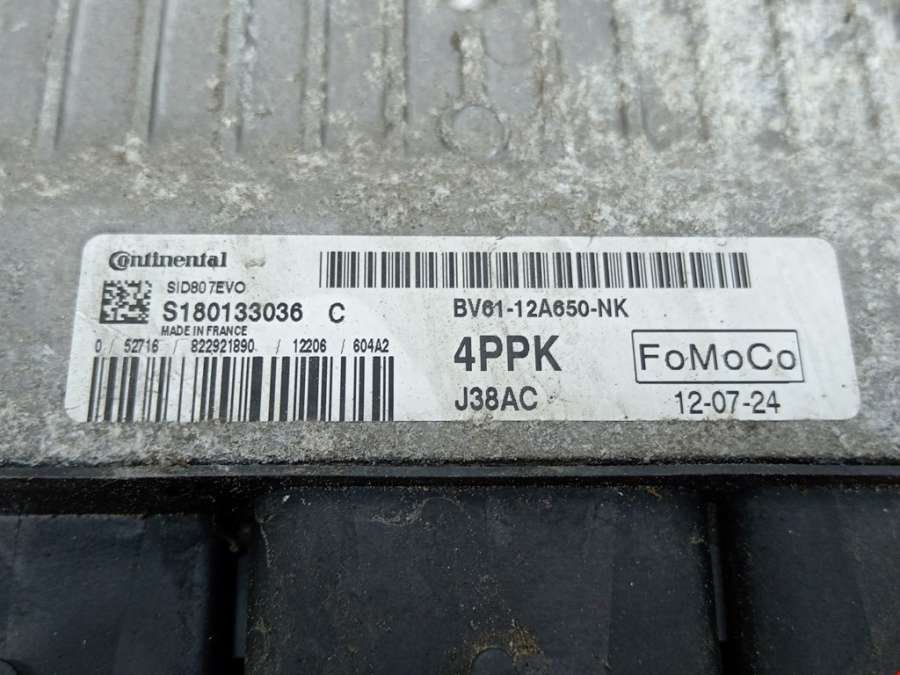 Continental
SID807EVO
S180133036 C
MADE IN FRANCE
0 / 52716 / 822921890 / 12206 / 604A2
BV61-12A650-NK
4PPK
J38AC
FoMoCo
12-07-24